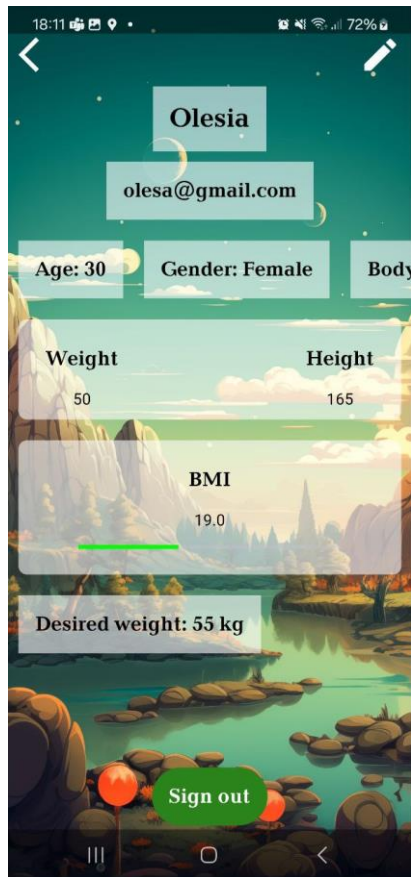 18:11 72%
Olesia
olesa@gmail.com
Age: 30 Gender: Female Body
Weight Height
50 165
BMI
19.0
Desired weight: 55 kg
Sign out